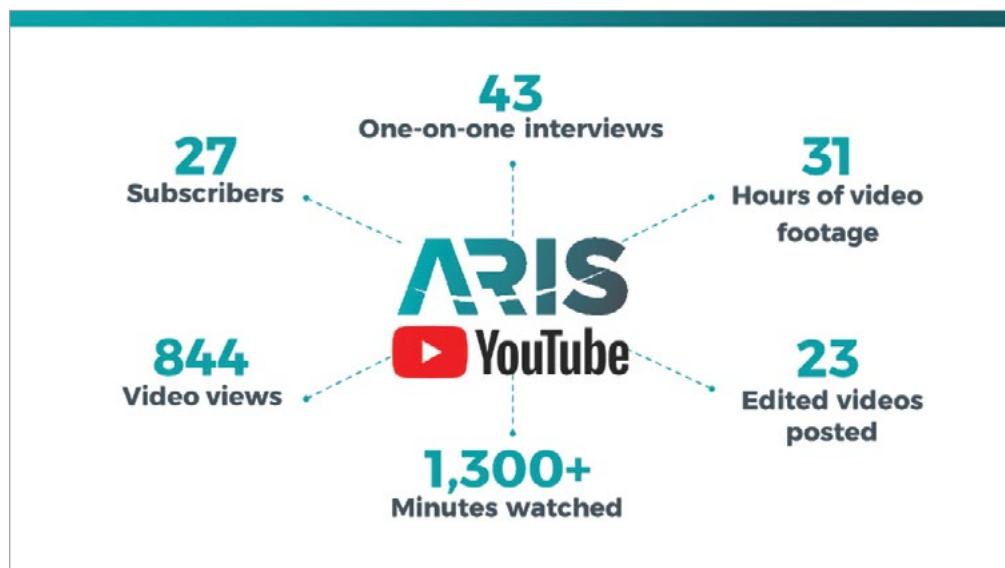 43
One-on-one interviews
27
Subscribers
31
Hours of video
footage
ARIS
YouTube
844
Video views
23
Edited videos
posted
1,300+
Minutes watched